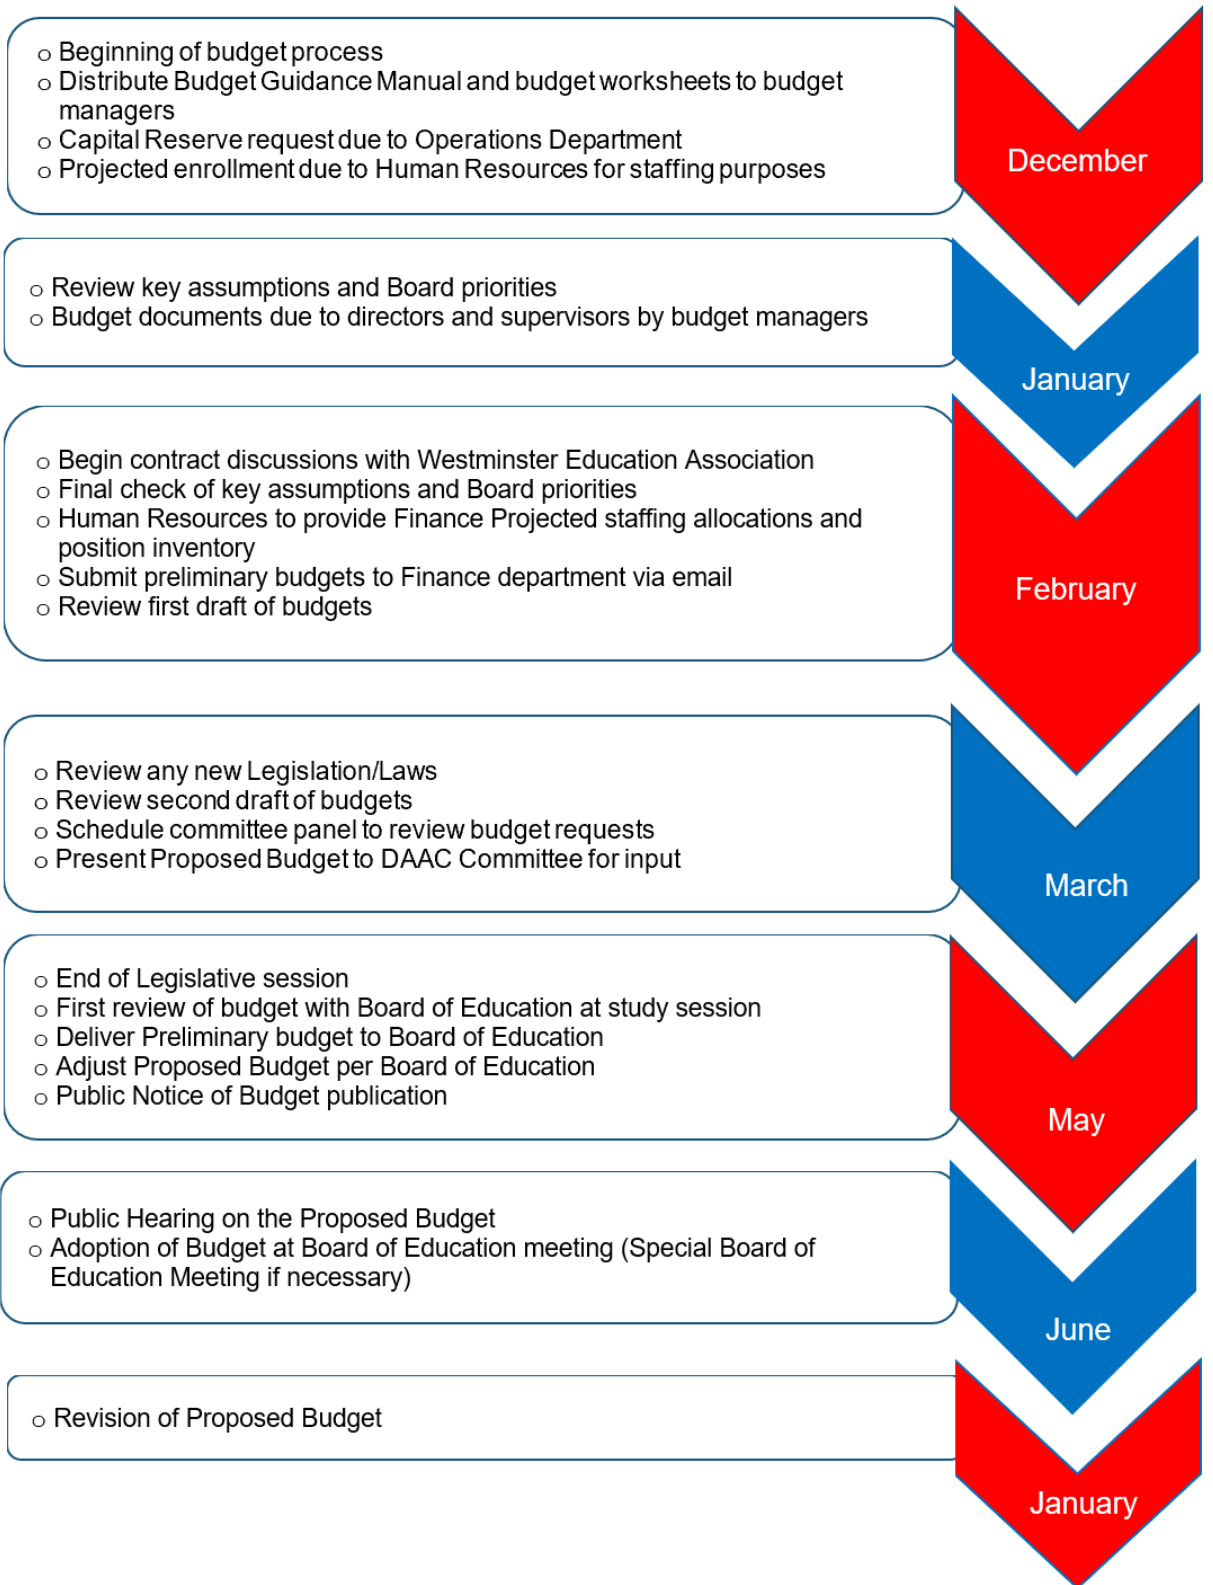 o Beginning of budget process
o Distribute Budget Guidance Manual and budget worksheets to budget
managers
o Capital Reserve request due to Operations Department
o Projected enrollment due to Human Resources for staffing purposes
December
o Review key assumptions and Board priorities
o Budget documents due to directors and supervisors by budget managers
January
o Begin contract discussions with Westminster Education Association
o Final check of key assumptions and Board priorities
o Human Resources to provide Finance Projected staffing allocations and
position inventory
o Submit preliminary budgets to Finance department via email
o Review first draft of budgets
February
o Review any new Legislation/Laws
o Review second draft of budgets
o Schedule committee panel to review budget requests
o Present Proposed Budget to DAAC Committee for input
March
o End of Legislative session
o First review of budget with Board of Education at study session
o Deliver Preliminary budget to Board of Education
o Adjust Proposed Budget per Board of Education
o Public Notice of Budget publication
May
o Public Hearing on the Proposed Budget
o Adoption of Budget at Board of Education meeting (Special Board of
Education Meeting if necessary)
June
o Revision of Proposed Budget
January